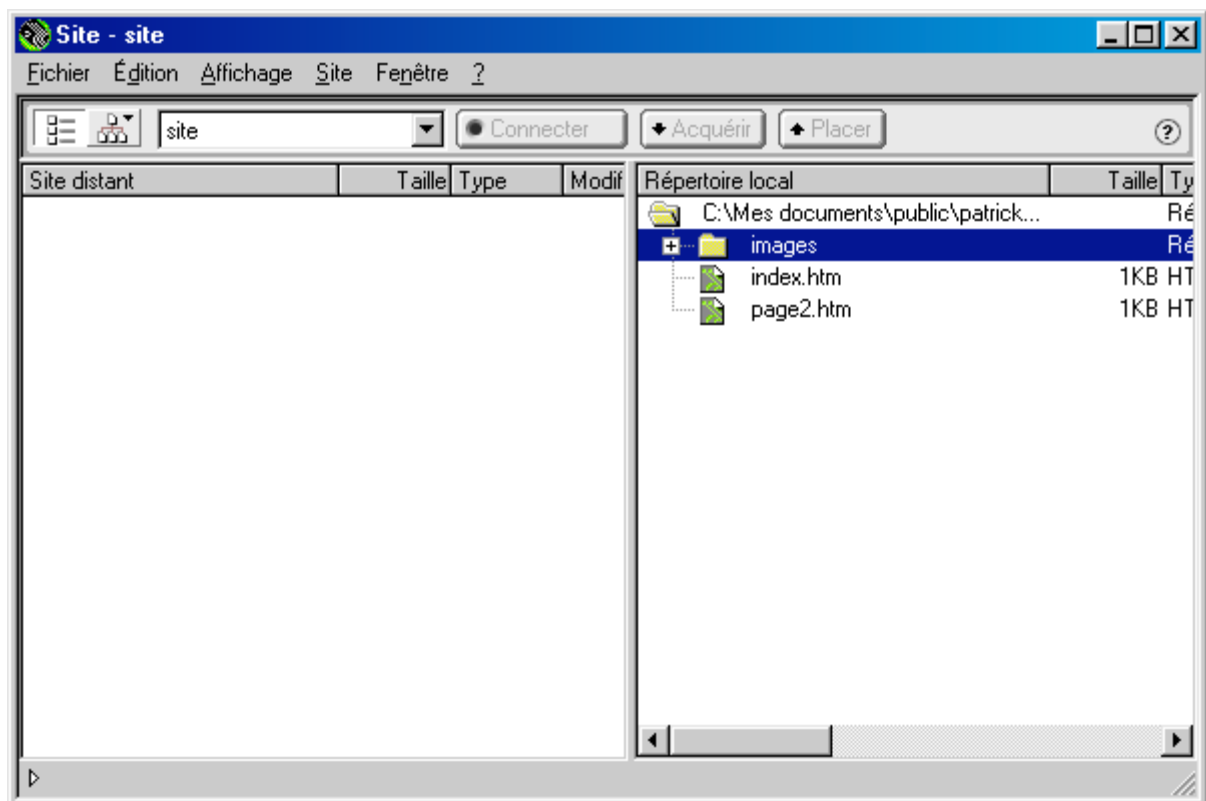 Site - site
Fichier Édition Affichage Site Fenêtre ?
site Connecter Acquérir Placer ?
Site distant Taille Type Modif Répertoire local Taille Ty
C:\Mes documents\public\patrick... Ré
images Ré
index.htm 1KB HT
page2.htm 1KB HT